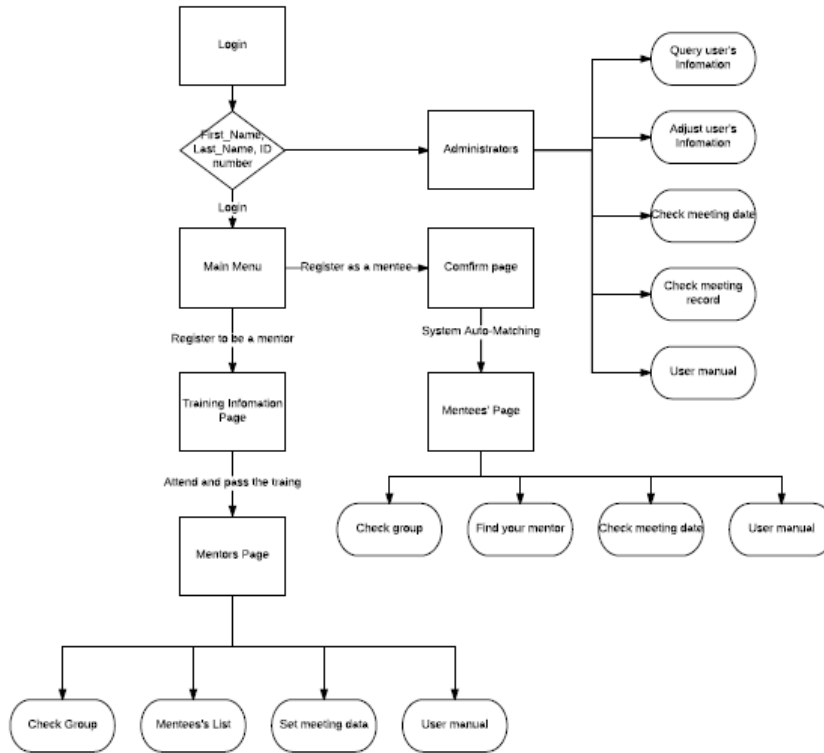 Login
Query user's
Infomation
First_Name,
Last_Name, ID
number
Administrators
Adjust user's
Infomation
Login
Check meeting date
Main Menu
Register as a mentee
Comfirm page
Check meeting
record
Register to be a mentor
System Auto-Matching
User manual
Training Infomation
Page
Mentees' Page
Attend and pass the traing
Check group
Find your mentor
Check meeting date
User manual
Mentors Page
Check Group
Mentees's List
Set meeting data
User manual